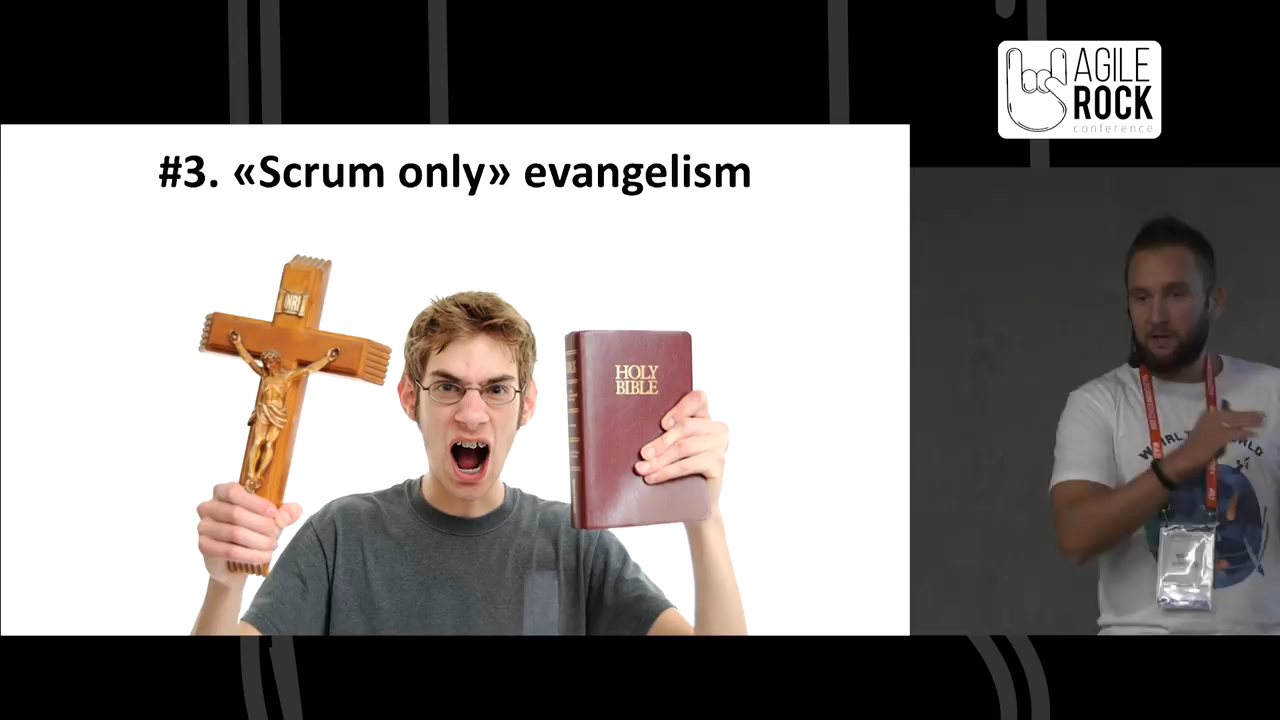 #3. «Scrum only» evangelism
AGILE
ROCK
conference
INRI
HOLY
BIBLE